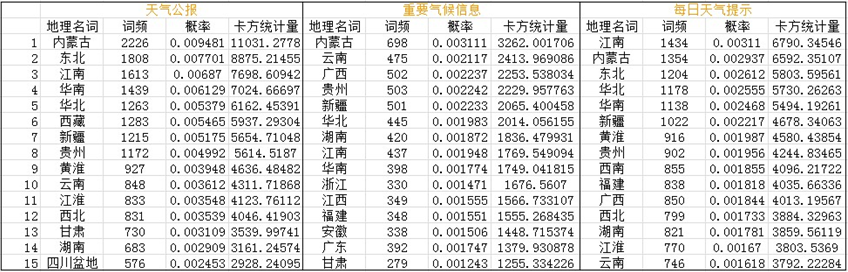 天气公报 重要气候信息 每日天气提示
地理名词 词频 概率 卡方统计量 地理名词 词频 概率 卡方统计量 地理名词 词频 概率 卡方统计量
1 内蒙古 2226 0.009481 11031.2778 内蒙古 698 0.003111 3262.001706 江南 1434 0.00311 6790.34546
2 东北 1808 0.007701 8875.21455 云南 475 0.002117 2413.969086 内蒙古 1354 0.002937 6592.35107
3 江南 1613 0.00687 7698.60942 广西 502 0.002237 2253.538034 东北 1204 0.002612 5803.59561
4 华南 1439 0.006129 7024.66697 贵州 503 0.002242 2229.957763 华北 1178 0.002555 5730.26263
5 华北 1263 0.005379 6162.45391 新疆 501 0.002233 2065.400458 华南 1138 0.002468 5494.19261
6 西藏 1283 0.005465 5937.29304 华北 445 0.001983 2014.056155 新疆 1022 0.002217 4678.34063
7 新疆 1215 0.005175 5654.71048 湖南 420 0.001872 1836.479931 黄淮 916 0.001987 4580.43854
8 贵州 1172 0.004992 5614.5187 江南 437 0.001948 1769.549094 贵州 902 0.001956 4244.83465
9 黄淮 927 0.003948 4636.48482 华南 398 0.001774 1749.041815 西南 855 0.001855 4096.21722
10 云南 848 0.003612 4311.71868 浙江 330 0.001471 1676.5607 福建 838 0.001818 4035.66336
11 江淮 833 0.003548 4123.76112 江西 349 0.001555 1566.733107 广西 850 0.001844 4013.19567
12 西北 831 0.003539 4046.41903 福建 348 0.001551 1555.268435 西北 799 0.001733 3884.32963
13 甘肃 730 0.003109 3539.99741 安徽 338 0.001506 1448.715374 湖南 821 0.001781 3859.56119
14 湖南 683 0.002909 3161.24574 广东 392 0.001747 1379.930878 江淮 770 0.00167 3803.5369
15 四川盆地 576 0.002453 2928.24095 甘肃 279 0.001243 1255.334226 云南 746 0.001618 3792.22284